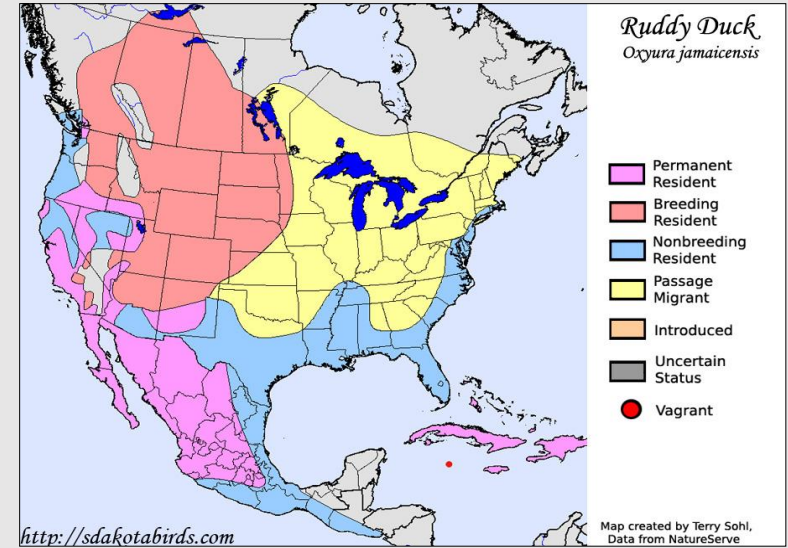 Ruddy Duck
Oxyura jamaicensis
Permanent
Resident
Breeding
Resident
Nonbreeding
Resident
Passage
Migrant
Introduced
Uncertain
Status
Vagrant
http://sdakotabirds.com
Map created by Terry Sohl,
Data from NatureServe